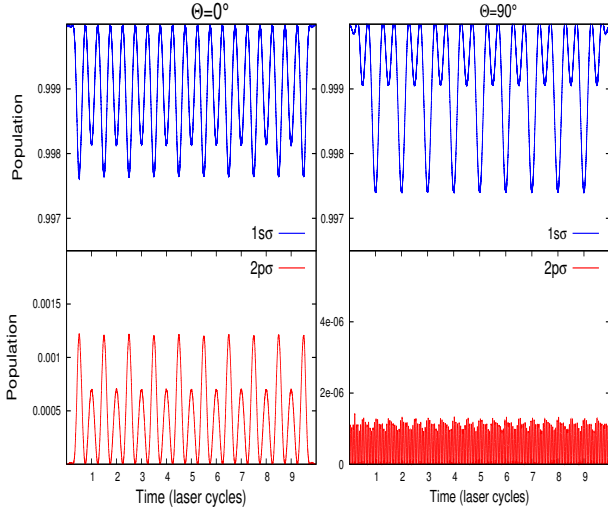 Θ=0°
Θ=90°
Population
0.999
0.998
0.997
1sσ
0.999
0.998
0.997
1sσ
Population
0.0015
0.001
0.0005
2pσ
4e-06
2e-06
0
2pσ
1 2 3 4 5 6 7 8 9
1 2 3 4 5 6 7 8 9
Time (laser cycles)
Time (laser cycles)